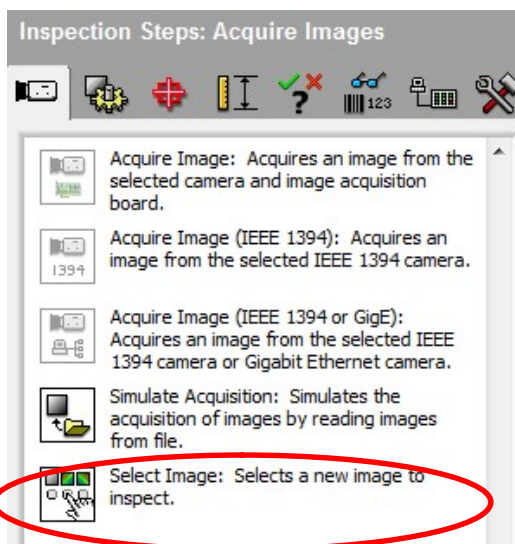 Inspection Steps: Acquire Images
123
Acquire Image: Acquires an image from the
selected camera and image acquisition
board.
1394
Acquire Image (IEEE 1394): Acquires an
image from the selected IEEE 1394 camera.
Acquire Image (IEEE 1394 or GigE):
Acquires an image from the selected IEEE
1394 camera or Gigabit Ethernet camera.
Simulate Acquisition: Simulates the
acquisition of images by reading images
from file.
Select Image: Selects a new image to
inspect.